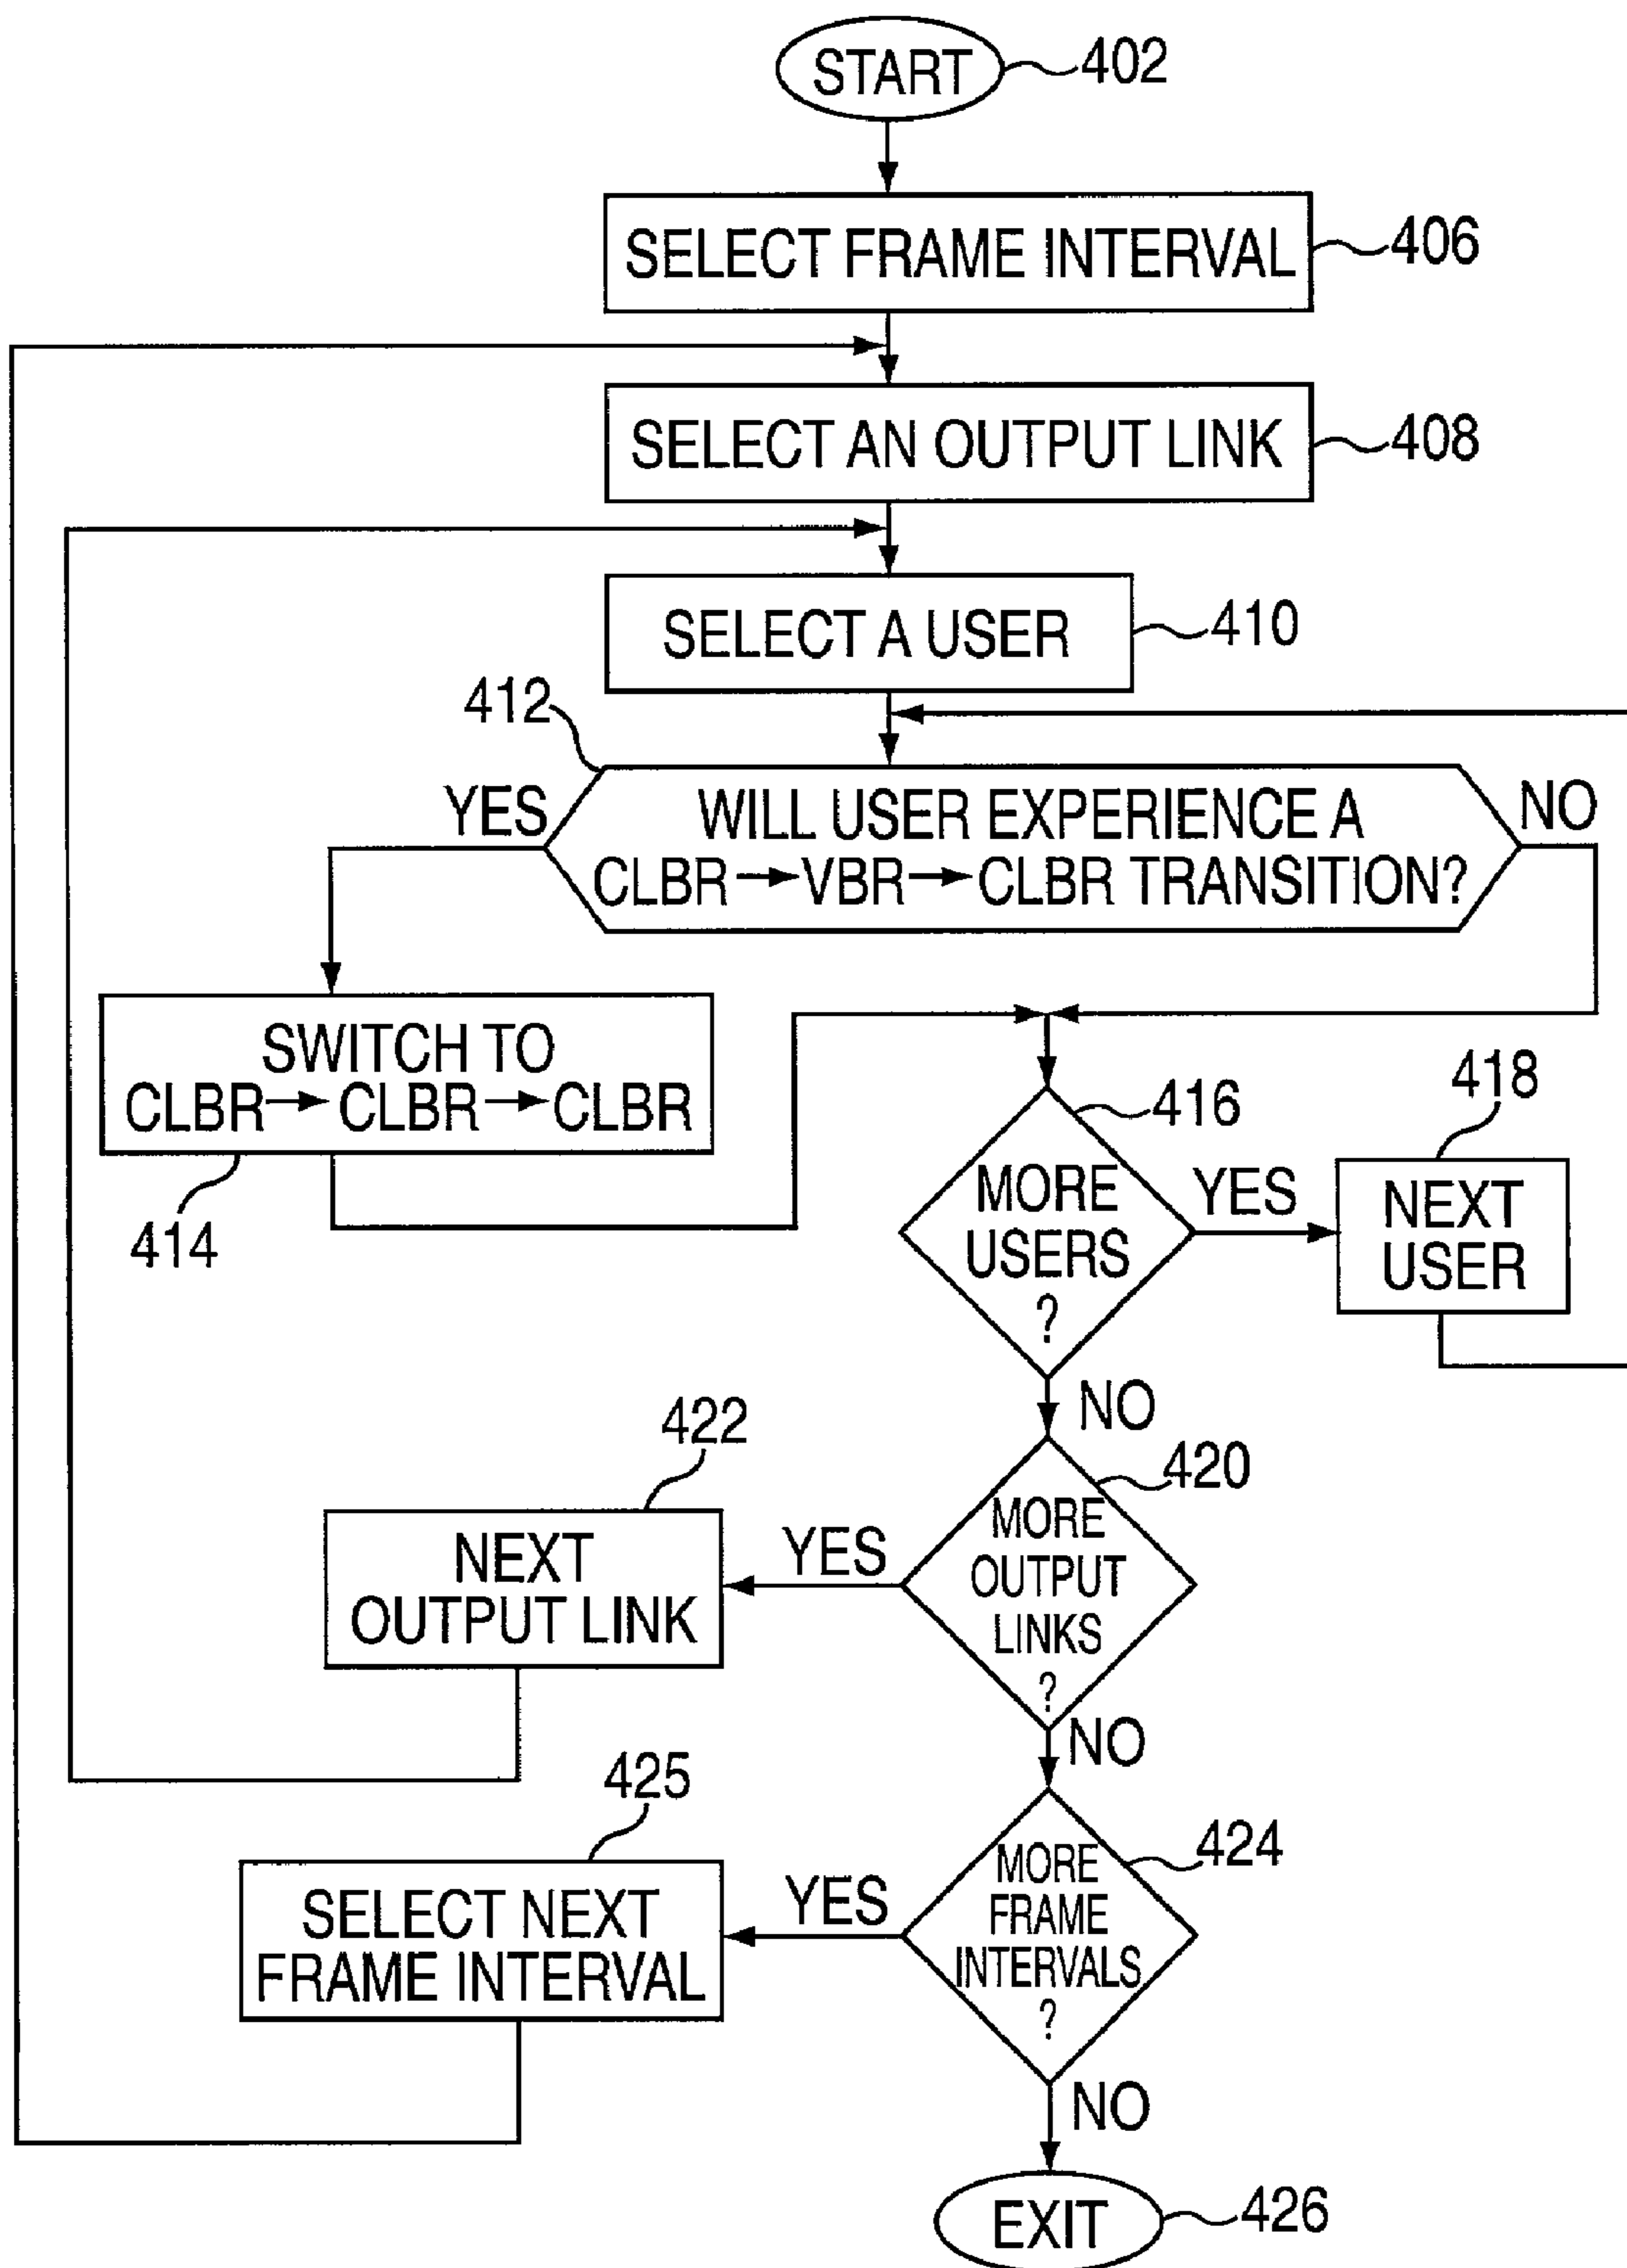 START
402
SELECT FRAME INTERVAL
406
SELECT AN OUTPUT LINK
408
SELECT A USER
410
412
YES
WILL USER EXPERIENCE A
CLBR → VBR → CLBR TRANSITION?
NO
SWITCH TO
CLBR → CLBR → CLBR
414
416
MORE
USERS
?
YES
418
NEXT
USER
NO
420
MORE
OUTPUT
LINKS
?
YES
422
NEXT
OUTPUT LINK
NO
424
MORE
FRAME
INTERVALS
?
YES
425
SELECT NEXT
FRAME INTERVAL
NO
EXIT
426